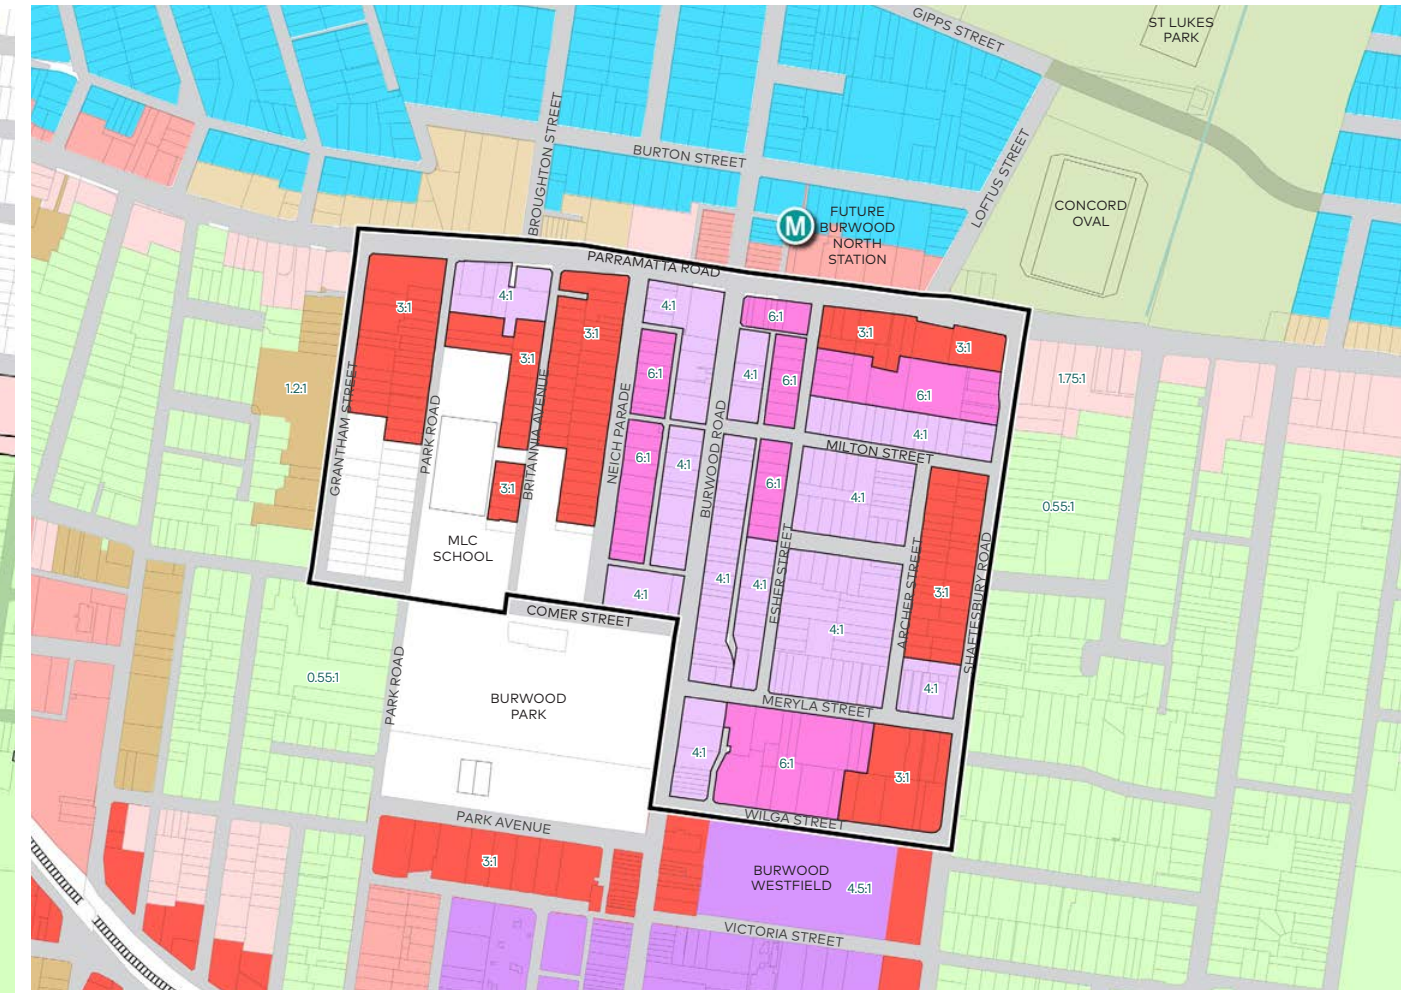 GIPPS STREET
ST LUKES
PARK
BROUGHTON STREET
BURTON STREET
LOFTUS STREET
CONCORD
OVAL
M
FUTURE
BURWOOD
NORTH
STATION
PARRAMATTA ROAD
3:1
4:1
3:1
3:1
4:1
6:1
3:1
3:1
6:1
4:1
6:1
6:1
4:1
1.75:1
1.2:1
GRANTHAM STREET
PARK ROAD
BRITANNIA AVENUE
NEICH PARADE
BURWOOD ROAD
MILTON STREET
6:1
4:1
6:1
4:1
3:1
0.55:1
MLC
SCHOOL
ESHER STREET
ARCHER STREET
SHAFTESBURY ROAD
4:1
4:1
4:1
3:1
4:1
COMER STREET
4:1
0.55:1
PARK ROAD
BURWOOD
PARK
MERYLA STREET
4:1
6:1
3:1
PARK AVENUE
WILGA STREET
3:1
BURWOOD
WESTFIELD
4.5:1
VICTORIA STREET